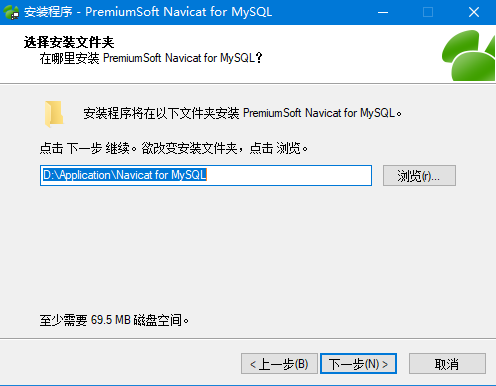 安装程序 - PremiumSoft Navicat for MySQL
选择安装文件夹
在哪里安装 PremiumSoft Navicat for MySQL?
安装程序将在以下文件夹安装 PremiumSoft Navicat for MySQL。
点击 下一步 继续。欲改变安装文件夹，点击 浏览。
D:\Application\Navicat for MySQL
浏览(r)...
至少需要 69.5 MB 磁盘空间。
< 上一步(B)
下一步(N) >
取消